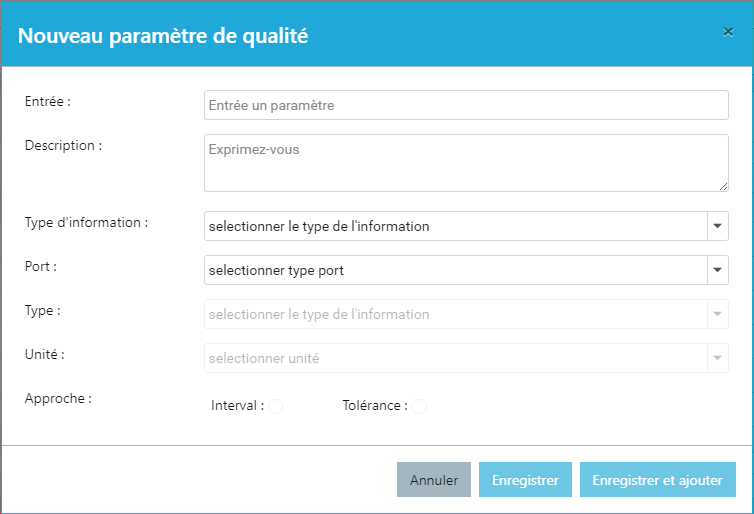 Nouveau paramètre de qualité ×
Entrée : Entrée un paramètre
Description : Exprimez-vous
Type d'information : selectionner le type de l'information
Port : selectionner type port
Type : selectionner le type de l'information
Unité : selectionner unité
Approche : Interval : Tolérance :
Annuler Enregistrer Enregistrer et ajouter